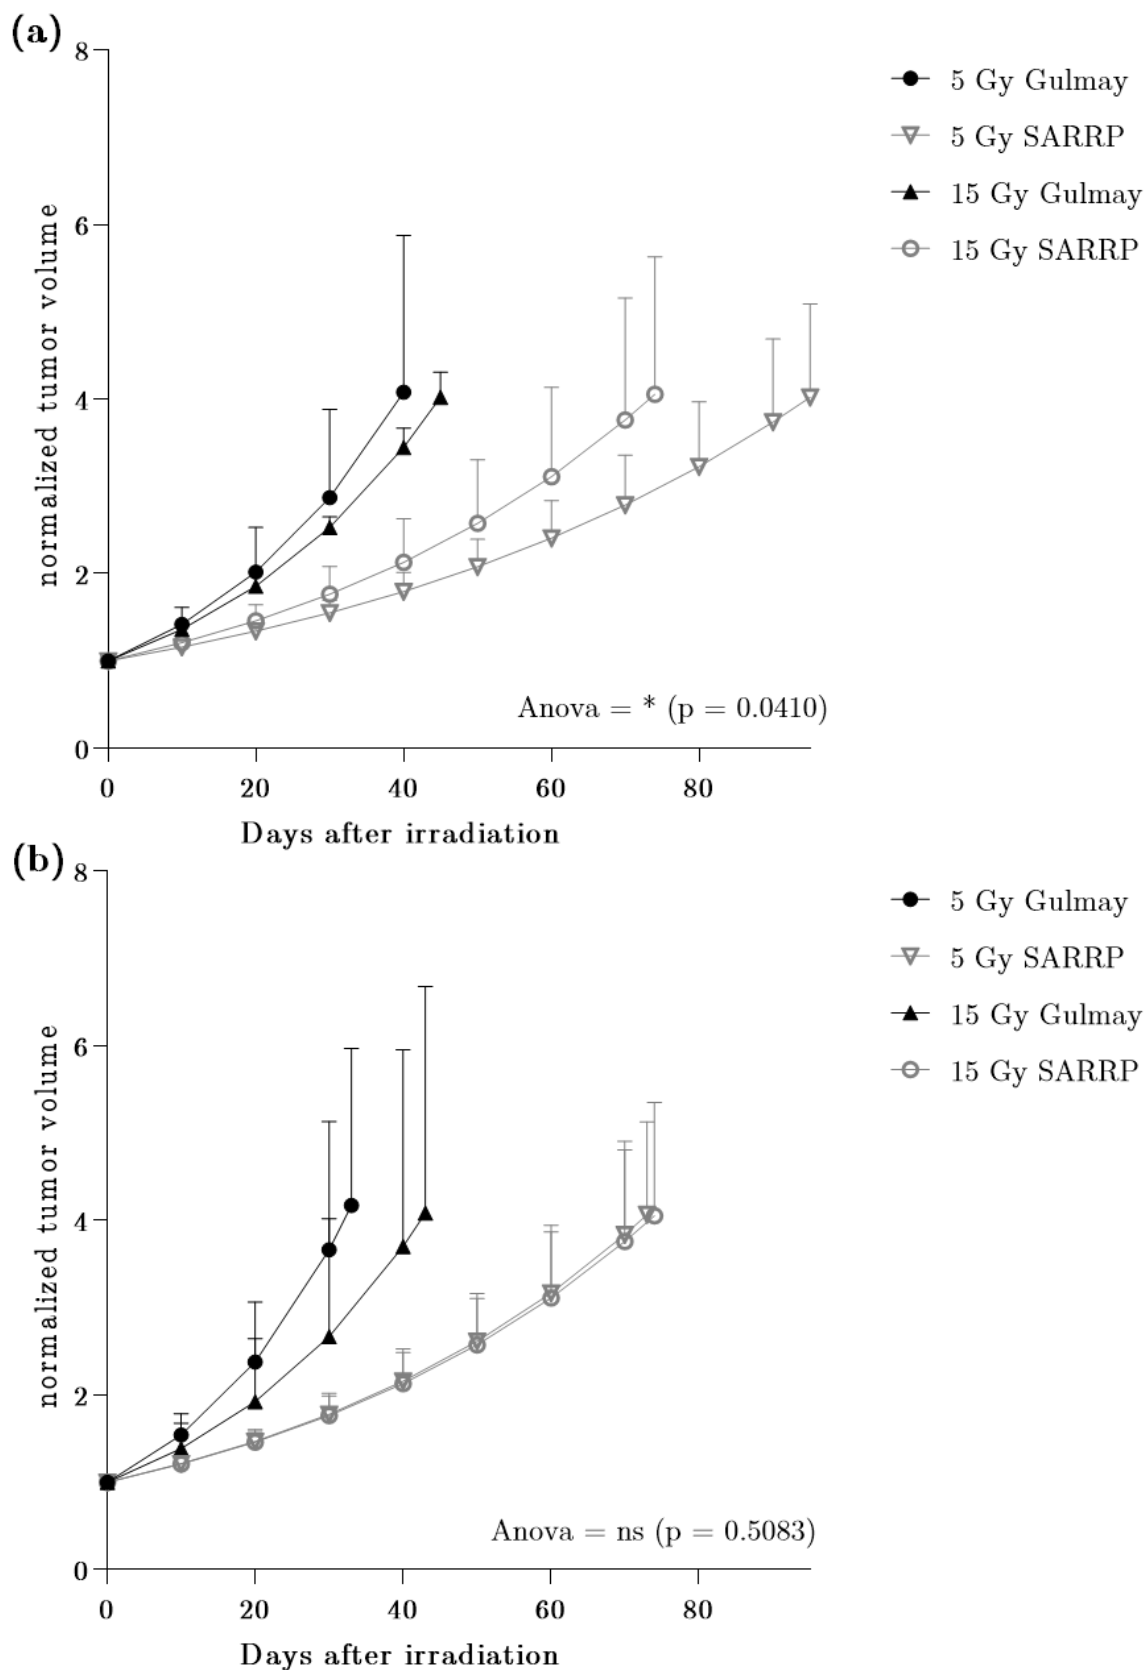 (a)
8
6
4
2
0
normalized tumor volume
5 Gy Gulmay
5 Gy SARRP
15 Gy Gulmay
15 Gy SARRP
Anova = * (p = 0.0410)
0 20 40 60 80
Days after irradiation
(b)
8
6
4
2
0
normalized tumor volume
5 Gy Gulmay
5 Gy SARRP
15 Gy Gulmay
15 Gy SARRP
Anova = ns (p = 0.5083)
0 20 40 60 80
Days after irradiation